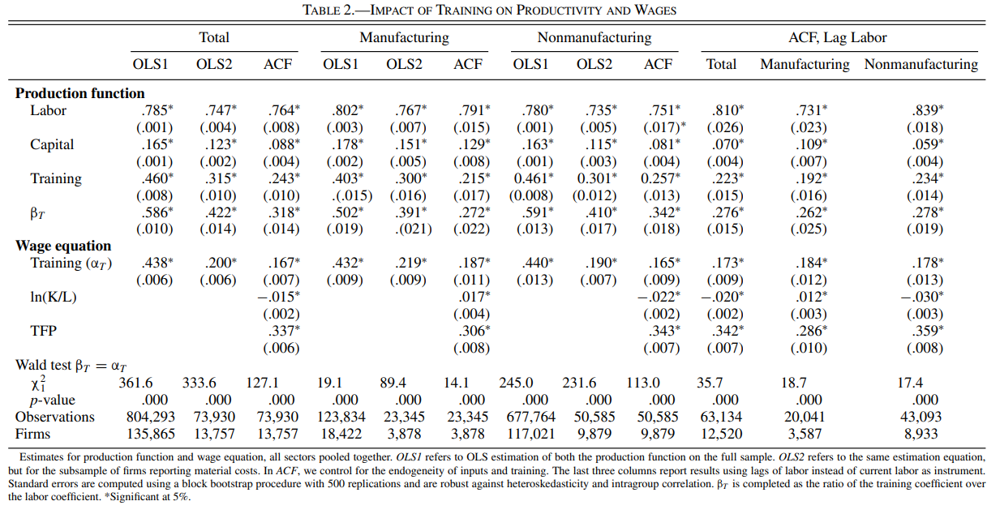 TABLE 2.—IMPACT OF TRAINING ON PRODUCTIVITY AND WAGES
Total Manufacturing Nonmanufacturing ACF, Lag Labor
OLS1 OLS2 ACF OLS1 OLS2 ACF OLS1 OLS2 ACF Total Manufacturing Nonmanufacturing
Production function
Labor .785* .747* .764* .802* .767* .791* .780* .735* .751* .810* .731* .839*
(.001) (.004) (.008) (.003) (.007) (.015) (.001) (.005) (.017)* (.026) (.023) (.018)
Capital .165* .123* .088* .178* .151* .129* .163* .115* .081* .070* .109* .059*
(.001) (.002) (.004) (.002) (.005) (.008) (.001) (.003) (.004) (.004) (.007) (.004)
Training .460* .315* .243* .403* .300* .215* 0.461* 0.301* 0.257* .223* .192* .234*
(.008) (.010) (.010) .(.015) (.016) (.017) (0.008) (0.012) (.013) (.015) (.016) (.014)
β_T .586* .422* .318* .502* .391* .272* .591* .410* .342* .276* .262* .278*
(.010) (.014) (.014) (.019) .(021) (.022) (.013) (.017) (.018) (.015) (.025) (.019)
Wage equation
Training (α_T) .438* .200* .167* .432* .219* .187* .440* .190* .165* .173* .184* .178*
(.006) (.006) (.007) (.009) (.009) (.011) (.013) (.007) (.009) (.009) (.012) (.013)
ln(K/L) −.015* .017* −.022* −.020* .012* −.030*
(.002) (.004) (.002) (.002) (.003) (.003)
TFP .337* .306* .343* .342* .286* .359*
(.006) (.008) (.007) (.007) (.010) (.008)
Wald test β_T = α_T
χ²₁ 361.6 333.6 127.1 19.1 89.4 14.1 245.0 231.6 113.0 35.7 18.7 17.4
p-value .000 .000 .000 .000 .000 .000 .000 .000 .000 .000 .000 .000
Observations 804,293 73,930 73,930 123,834 23,345 23,345 677,764 50,585 50,585 63,134 20,041 43,093
Firms 135,865 13,757 13,757 18,422 3,878 3,878 117,021 9,879 9,879 12,520 3,587 8,933
Estimates for production function and wage equation, all sectors pooled together. OLS1 refers to OLS estimation of both the production function on the full sample. OLS2 refers to the same estimation equation,
but for the subsample of firms reporting material costs. In ACF, we control for the endogeneity of inputs and training. The last three columns report results using lags of labor instead of current labor as instrument.
Standard errors are computed using a block bootstrap procedure with 500 replications and are robust against heteroskedasticity and intragroup correlation. β_T is completed as the ratio of the training coefficient over
the labor coefficient. *Significant at 5%.